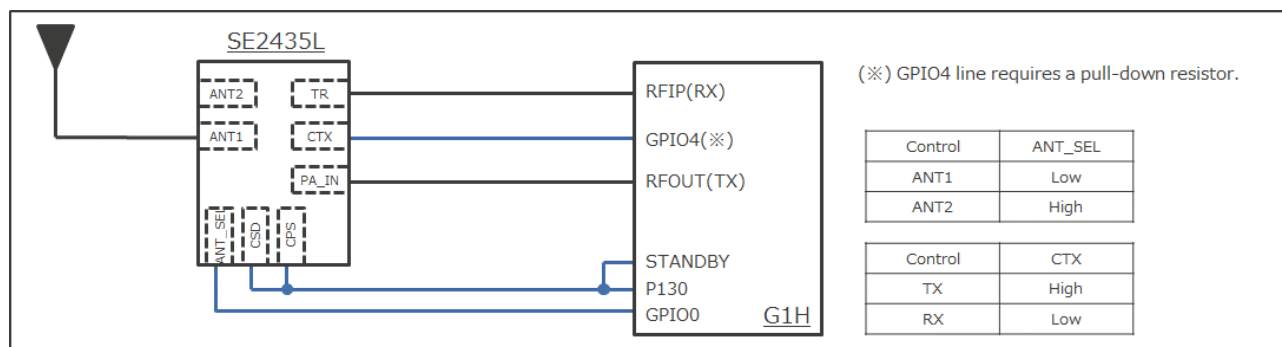 SE2435L
ANT2
TR
ANT1
CTX
PA_IN
ANT_SEL
CSD
CPS
RFIP(RX)
GPIO4(※)
RFOUT(TX)
STANDBY
P130
GPIO0
G1H
(※) GPIO4 line requires a pull-down resistor.
Control ANT_SEL
ANT1 Low
ANT2 High
Control CTX
TX High
RX Low